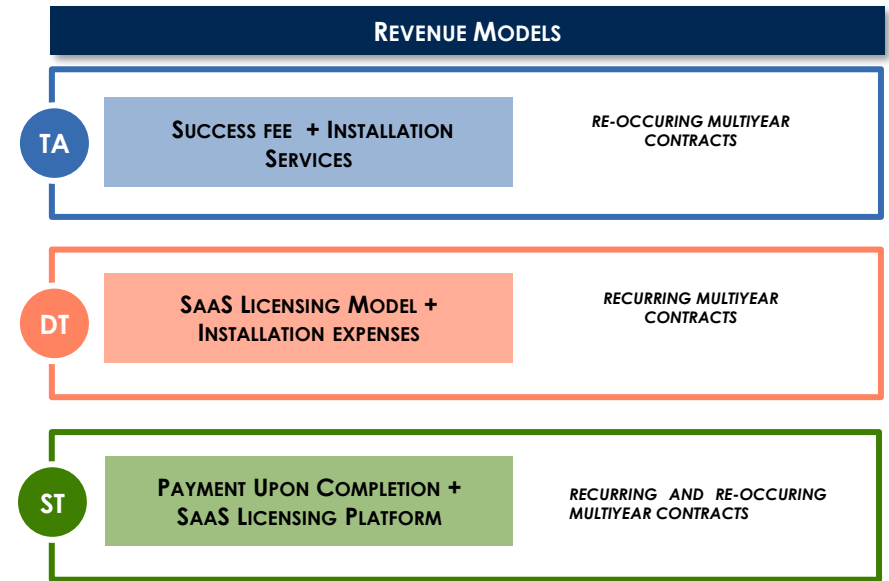 REVENUE MODELS
TA
SUCCESS FEE + INSTALLATION
SERVICES
RE-OCCURING MULTIYEAR
CONTRACTS
DT
SAAS LICENSING MODEL +
INSTALLATION EXPENSES
RECURRING MULTIYEAR
CONTRACTS
ST
PAYMENT UPON COMPLETION +
SAAS LICENSING PLATFORM
RECURRING AND RE-OCCURING
MULTIYEAR CONTRACTS